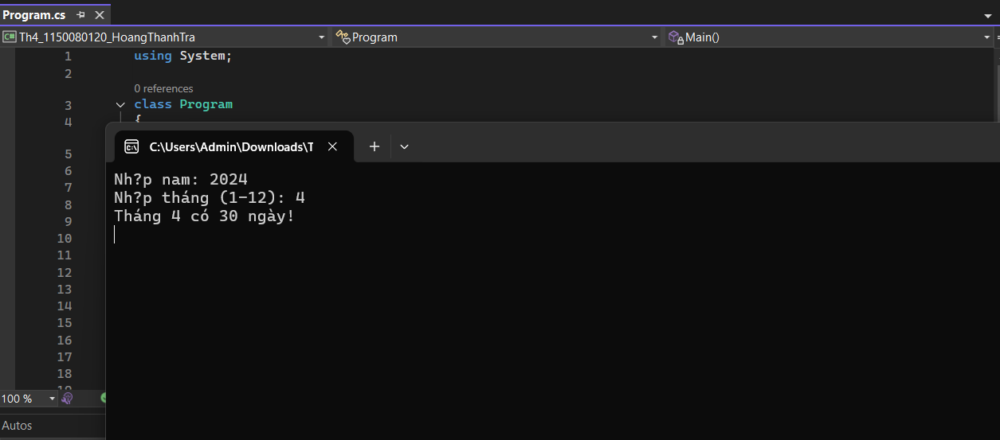 Program.cs
Th4_1150080120_HoangThanhTra Program Main()
1 using System;
2
0 references
3 class Program
4 {
C:\Users\Admin\Downloads\T
5
6
7
8
9
10
11
12
13
14
15
16
17
18
Nh?p nam: 2024
Nh?p tháng (1-12): 4
Tháng 4 có 30 ngày!
100 %
Autos